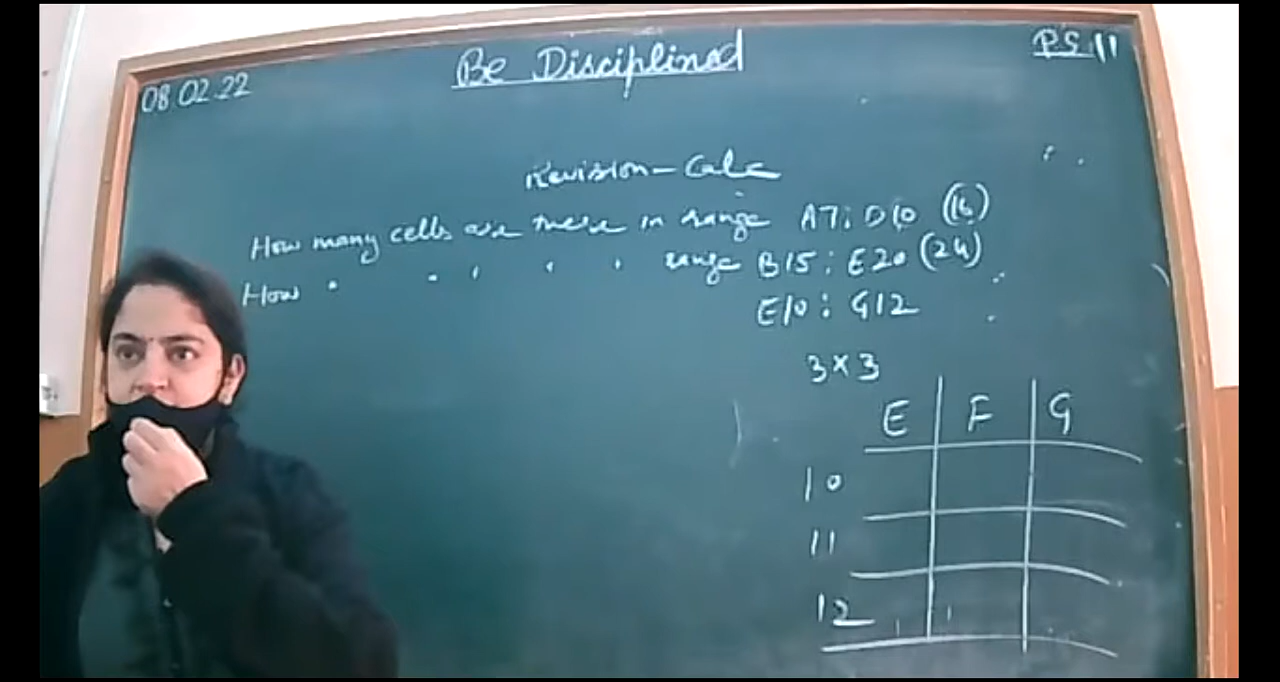 08.02.22
Be Disciplined
PS 11
Revision - Calc
How many cells are there in range A7:D10 (16)
How " " " " " range B15:E20 (24)
E10:G12
3×3
E F G
10
11
12